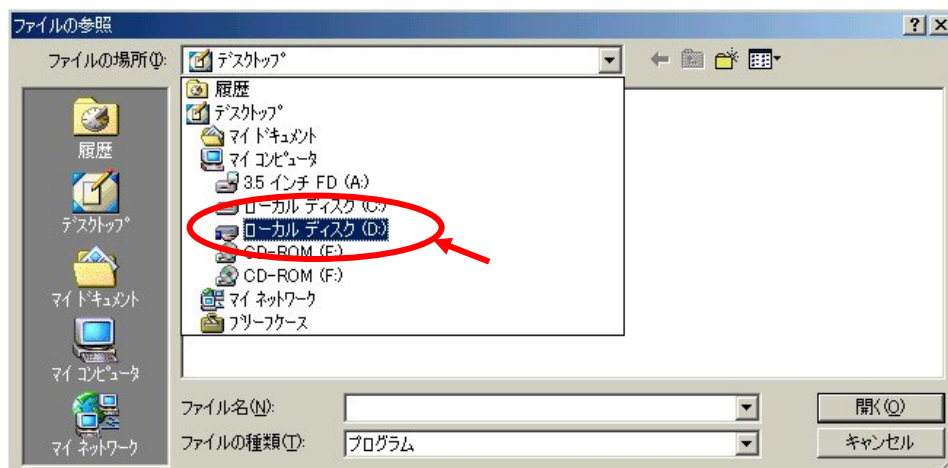 ファイルの参照
ファイルの場所(I):
デスクトップ
履歴
デスクトップ
マイ ドキュメント
マイ コンピュータ
3.5 インチ FD (A:)
ローカル ディスク (C:)
ローカル ディスク (D:)
CD-ROM (E:)
CD-ROM (F:)
マイ ネットワーク
ブリーフケース
履歴
デスクトップ
マイ ドキュメント
マイ コンピュータ
マイ ネットワーク
ファイル名(N):
開く(O)
ファイルの種類(T):
プログラム
キャンセル